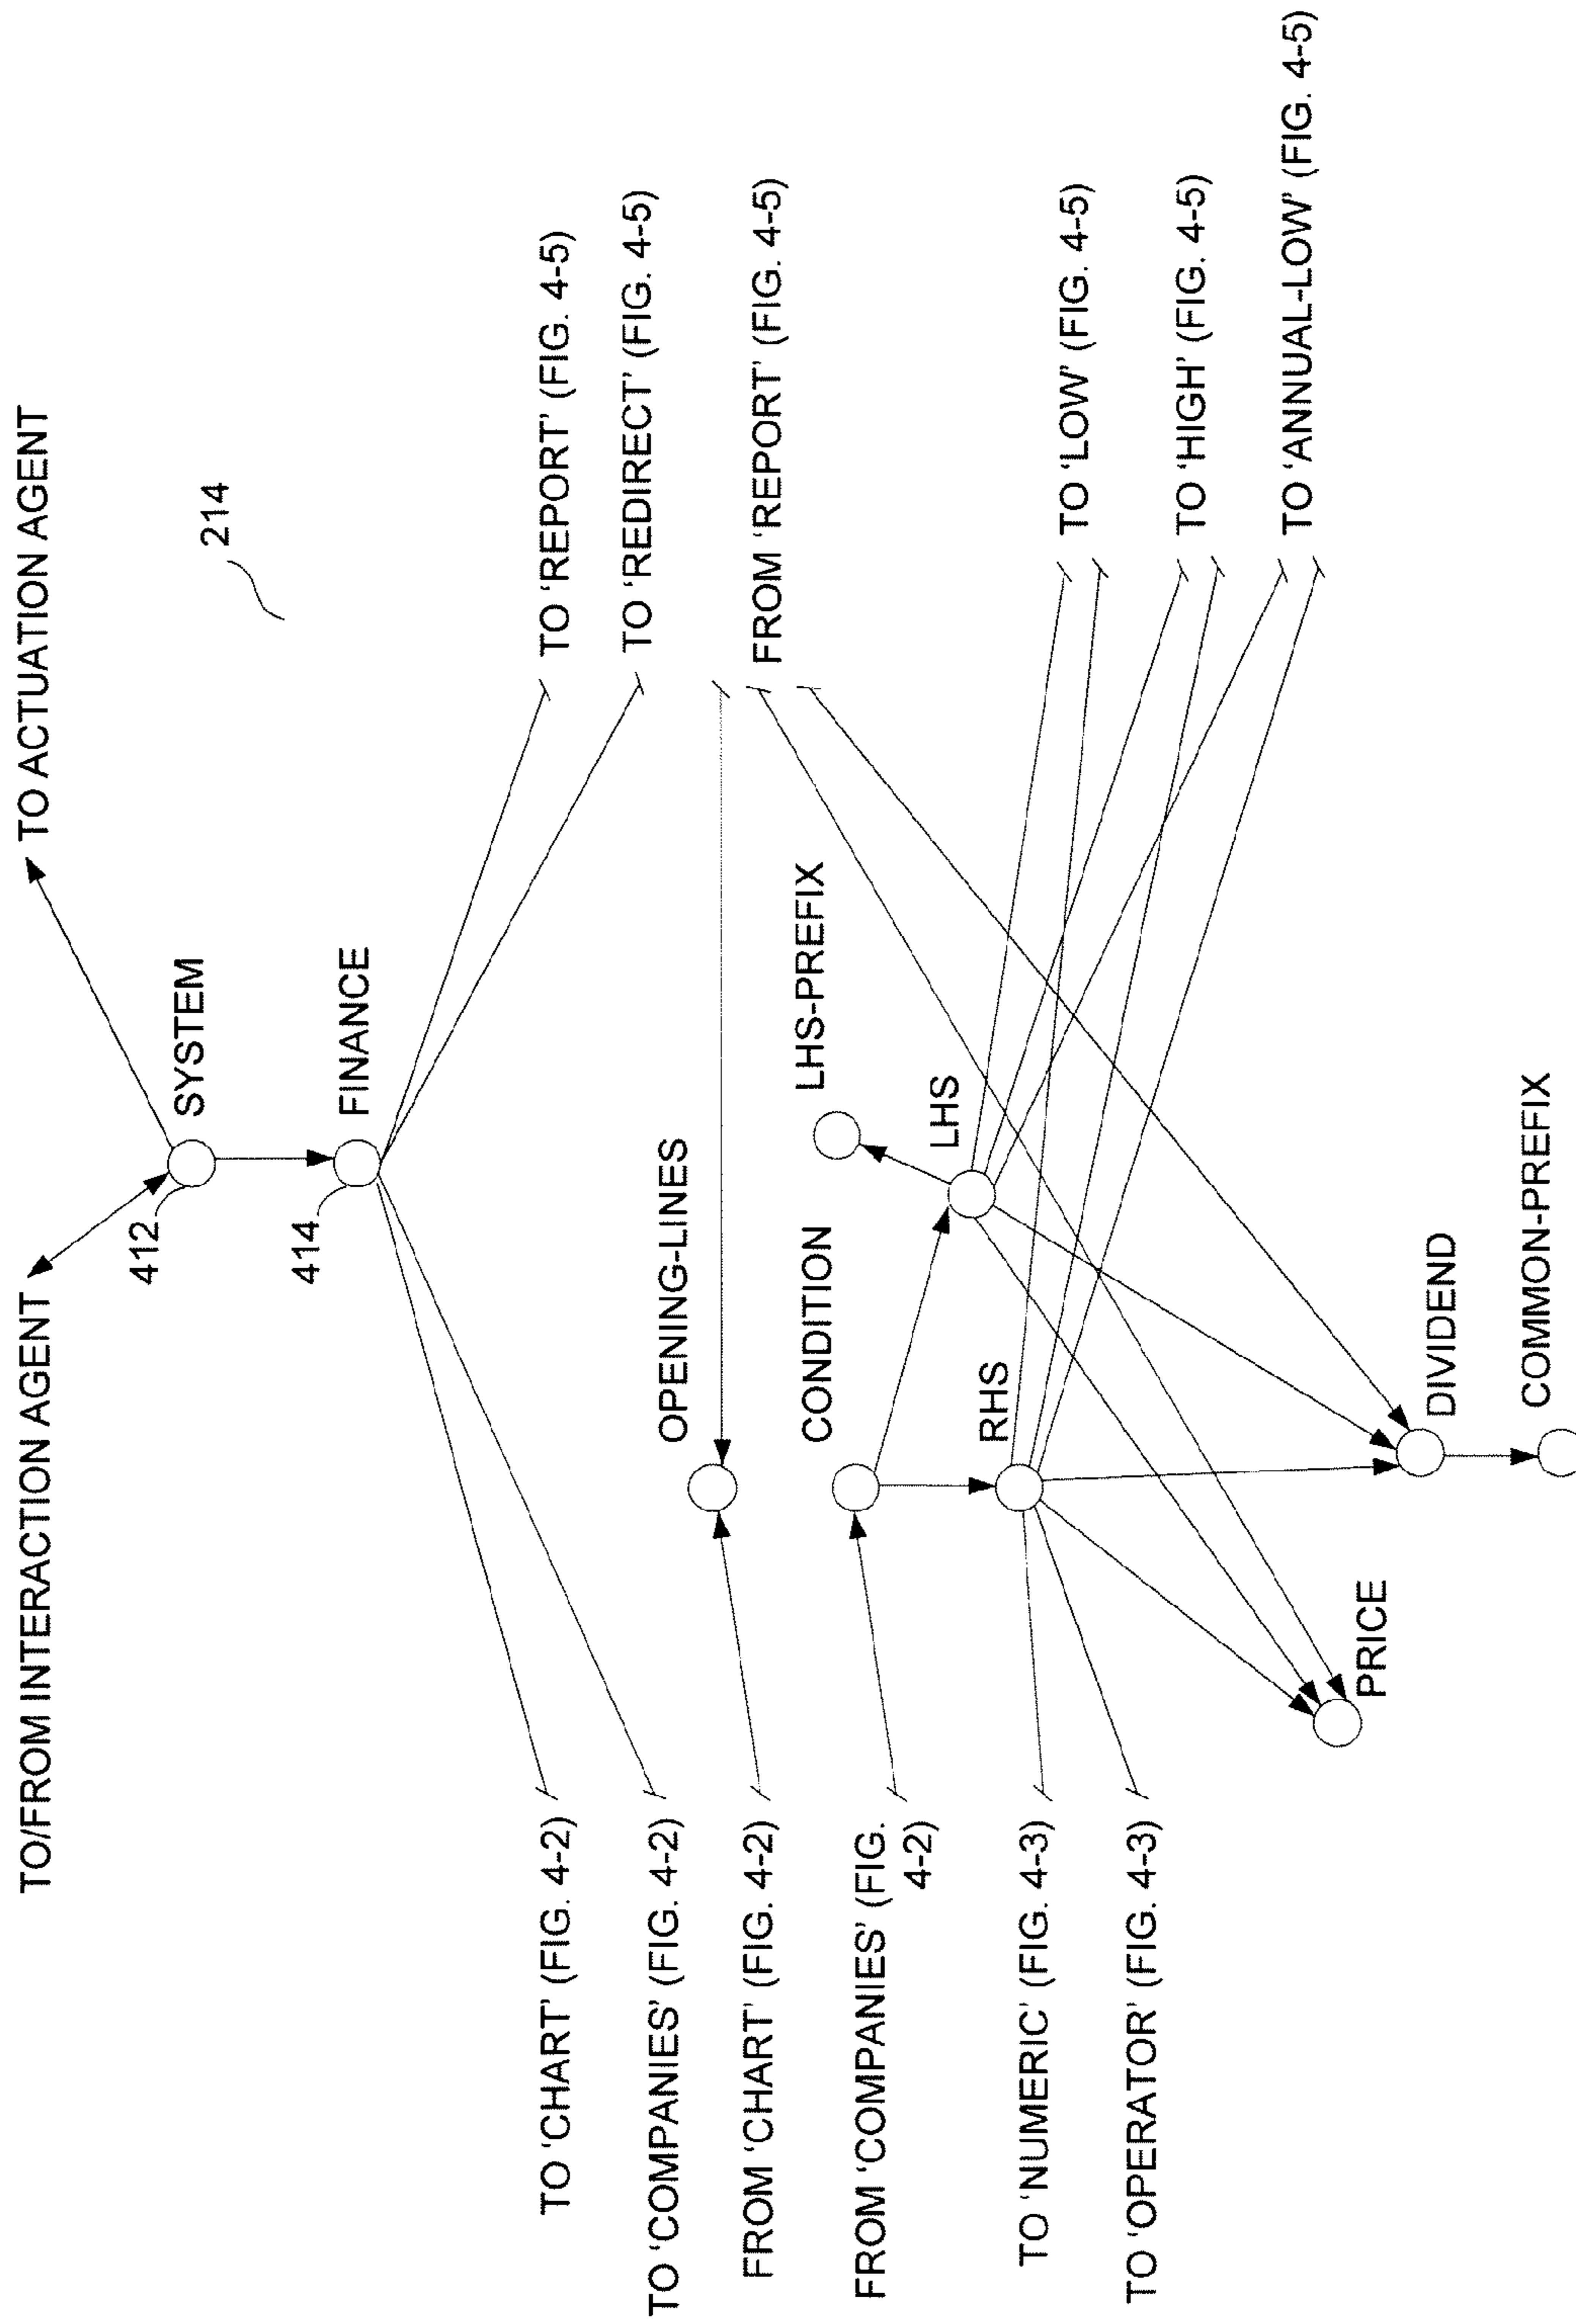 TO/FROM INTERACTION AGENT
TO ACTUATION AGENT
412
SYSTEM
214
414
FINANCE
TO 'CHART' (FIG. 4-2)
TO 'REPORT' (FIG. 4-5)
TO 'COMPANIES' (FIG. 4-2)
TO 'REDIRECT' (FIG. 4-5)
OPENING-LINES
FROM 'CHART' (FIG. 4-2)
FROM 'REPORT' (FIG. 4-5)
CONDITION
LHS-PREFIX
FROM 'COMPANIES' (FIG.
4-2)
LHS
RHS
TO 'NUMERIC' (FIG. 4-3)
TO 'LOW' (FIG. 4-5)
TO 'OPERATOR' (FIG. 4-3)
TO 'HIGH' (FIG. 4-5)
TO 'ANNUAL-LOW' (FIG. 4-5)
PRICE
DIVIDEND
COMMON-PREFIX